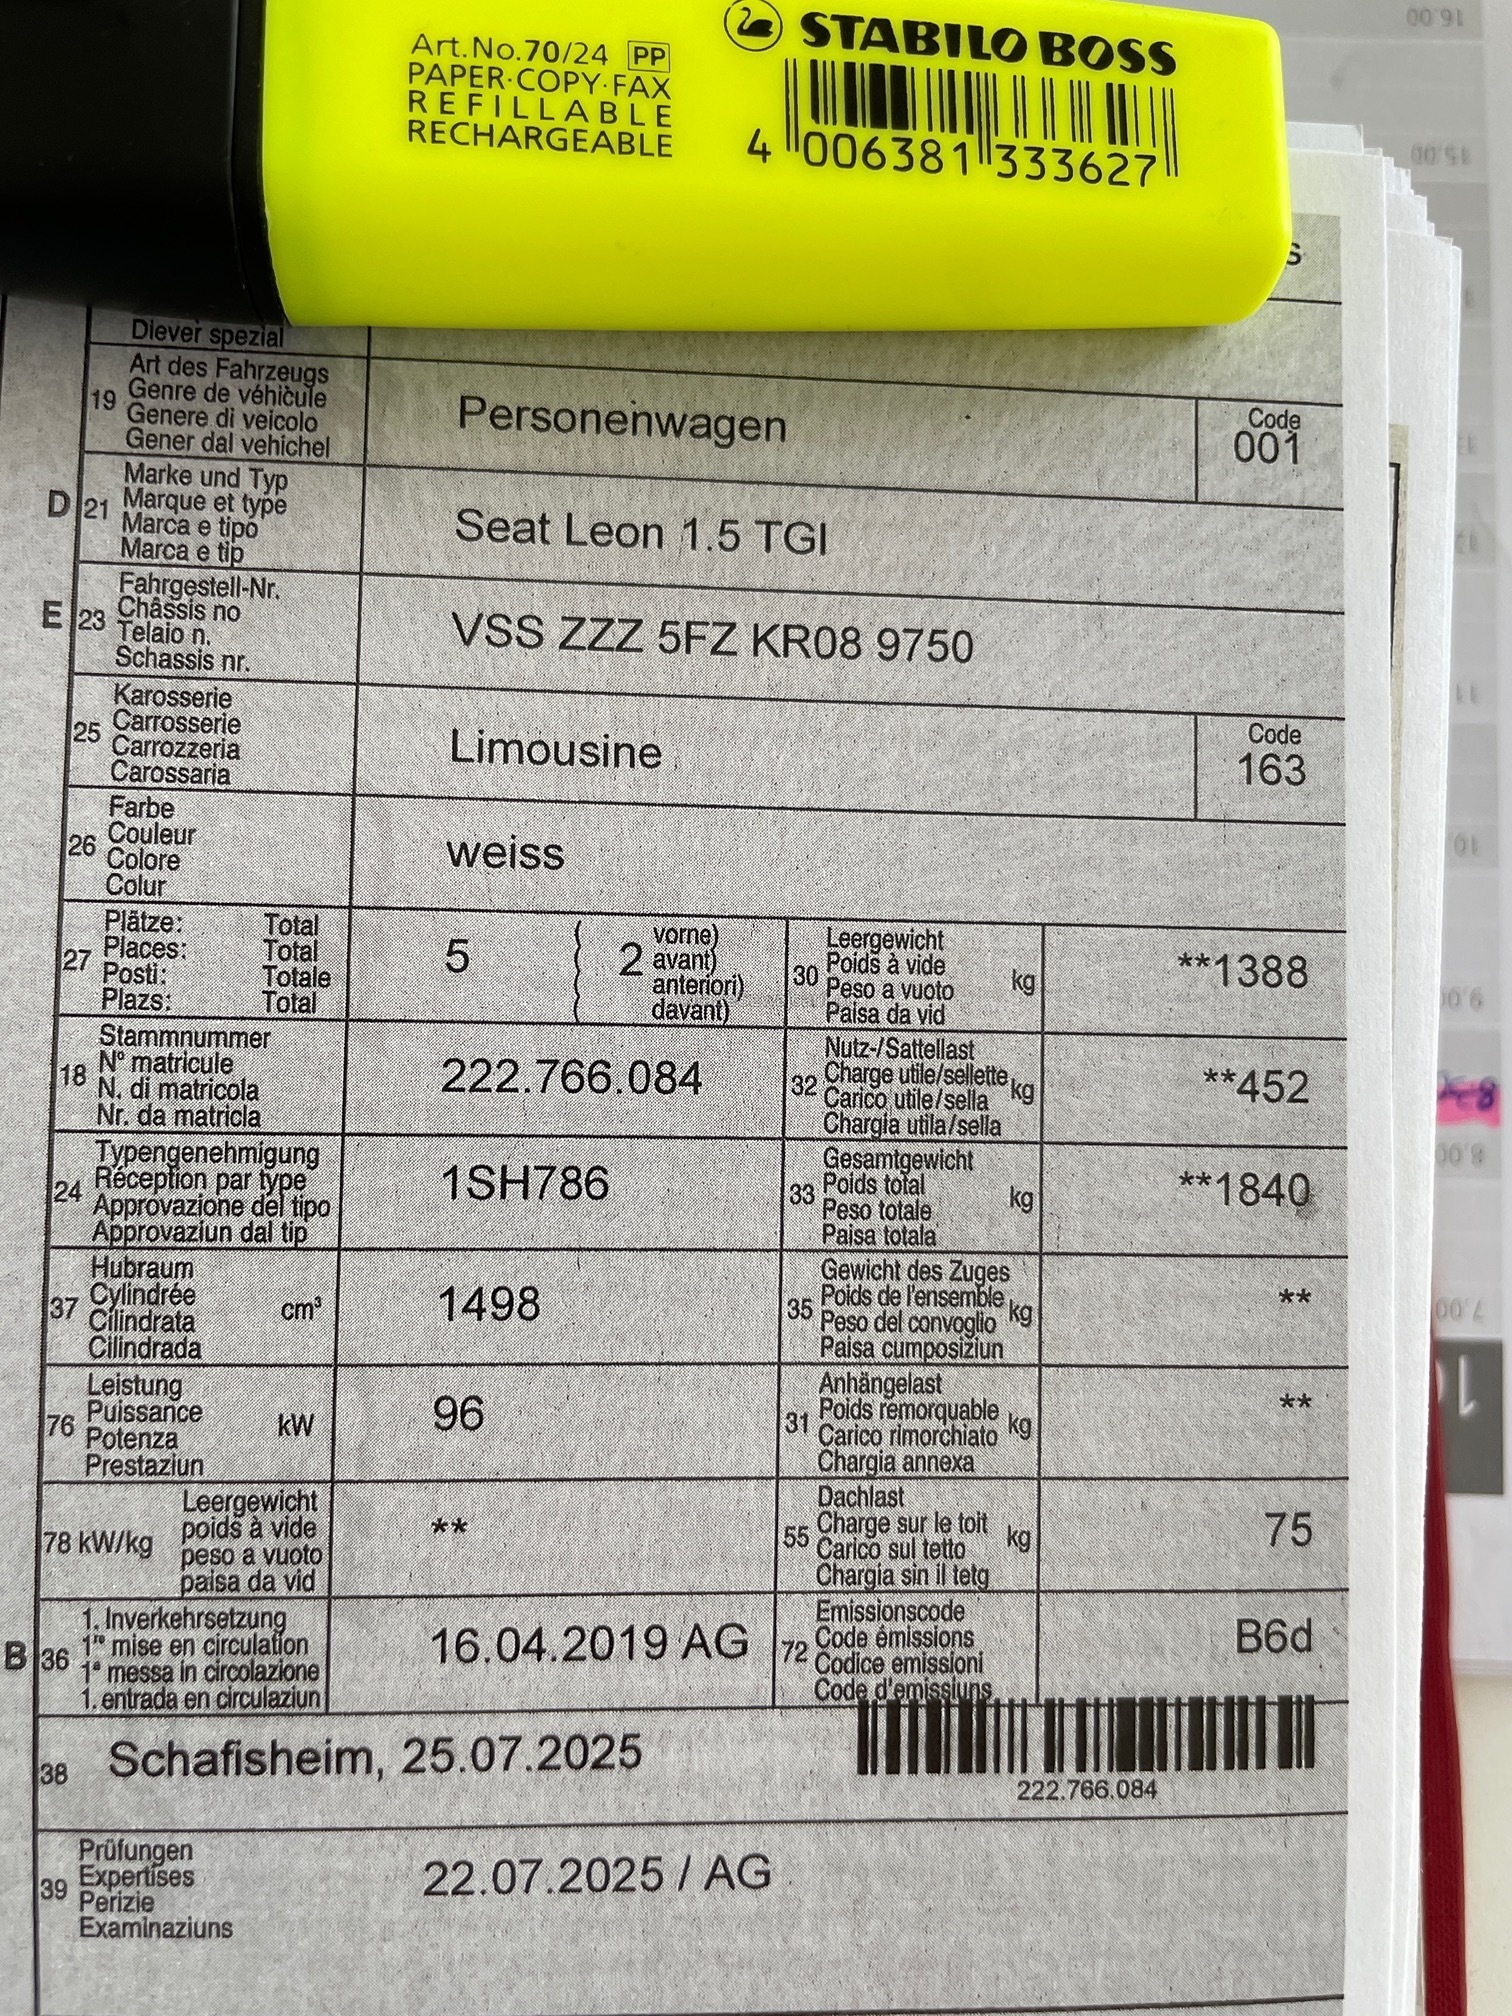 STABILO BOSS
Art.No.70/24 PP
PAPER·COPY·FAX
REFILLABLE
RECHARGEABLE
4 006381 333627
s
Diever spezial
19 Art des Fahrzeugs
Genre de véhicule
Genere di veicolo
Gener dal vehichel
Personenwagen
Code
001
D 21 Marke und Typ
Marque et type
Marca e tipo
Marca e tip
Seat Leon 1.5 TGI
E 23 Fahrgestell-Nr.
Châssis no
Telaio n.
Schassis nr.
VSS ZZZ 5FZ KR08 9750
25 Karosserie
Carrosserie
Carrozzeria
Carossaria
Limousine
Code
163
26 Farbe
Couleur
Colore
Colur
weiss
27 Plätze: Total
Places: Total
Posti: Totale
Plazs: Total
5 { 2 vorne)
avant)
anteriori)
davant)
30 Leergewicht
Poids à vide
Peso a vuoto
Paisa da vid
kg
**1388
18 Stammnummer
N° matricule
N. di matricola
Nr. da matricla
222.766.084
32 Nutz-/Sattellast
Charge utile/sellette
Carico utile/sella
Chargia utila/sella
kg
**452
24 Typengenehmigung
Réception par type
Approvazione del tipo
Approvaziun dal tip
1SH786
33 Gesamtgewicht
Poids total
Peso totale
Paisa totala
kg
**1840
37 Hubraum
Cylindrée
Cilindrata
Cilindrada
cm³
1498
35 Gewicht des Zuges
Poids de l'ensemble
Peso del convoglio
Paisa cumposiziun
kg
**
76 Leistung
Puissance
Potenza
Prestaziun
kW
96
31 Anhängelast
Poids remorquable
Carico rimorchiato
Chargia annexa
kg
**
78 kW/kg Leergewicht
poids à vide
peso a vuoto
paisa da vid
**
55 Dachlast
Charge sur le toit
Carico sul tetto
Chargia sin il tetg
kg
75
B 36 1. Inverkehrsetzung
1re mise en circulation
1a messa in circolazione
1. entrada en circulaziun
16.04.2019 AG
72 Emissionscode
Code émissions
Codice emissioni
Code d'emissiuns
B6d
38 Schafisheim, 25.07.2025
222.766.084
39 Prüfungen
Expertises
Perizie
Examinaziuns
22.07.2025 / AG
16.00
15.00
11
10
9.00
8.00
7.00